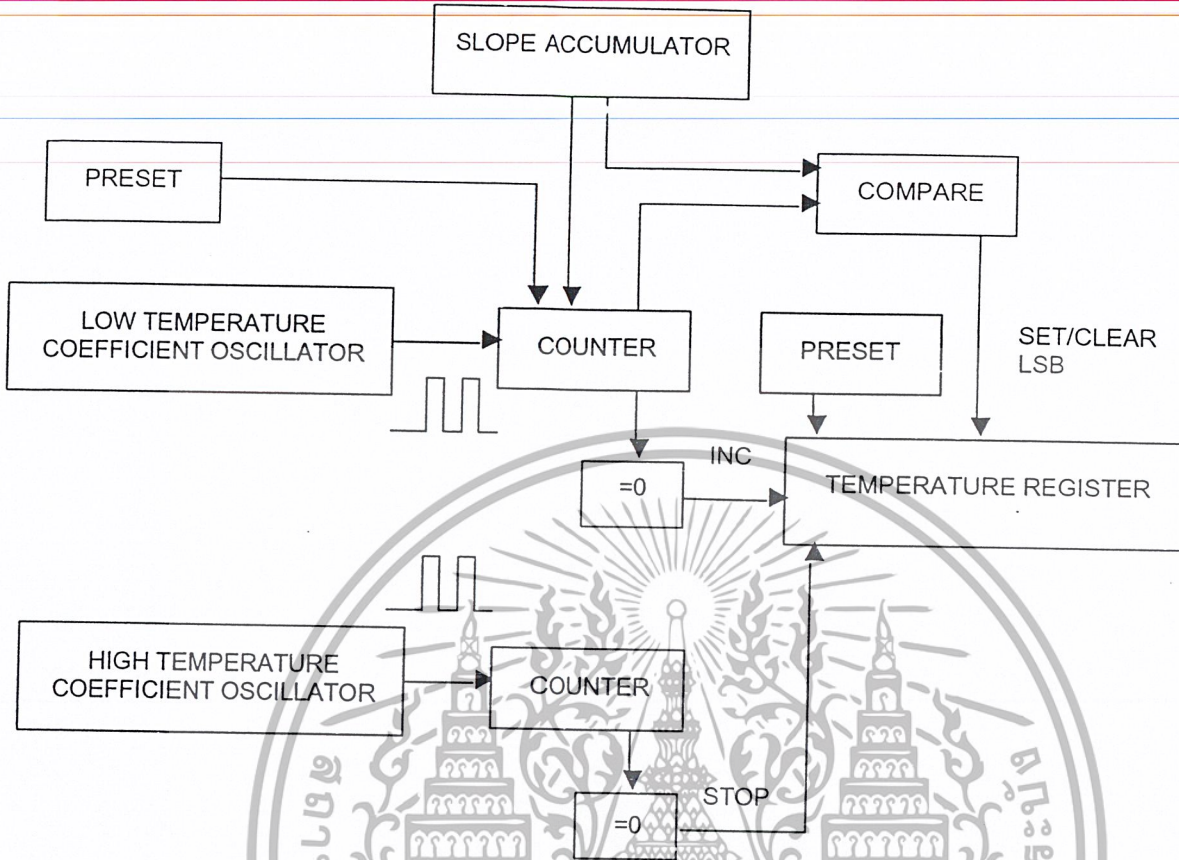 SLOPE ACCUMULATOR
PRESET
COMPARE
LOW TEMPERATURE
COEFFICIENT OSCILLATOR
COUNTER
PRESET
SET/CLEAR
LSB
=0
INC
TEMPERATURE REGISTER
HIGH TEMPERATURE
COEFFICIENT OSCILLATOR
COUNTER
=0
STOP